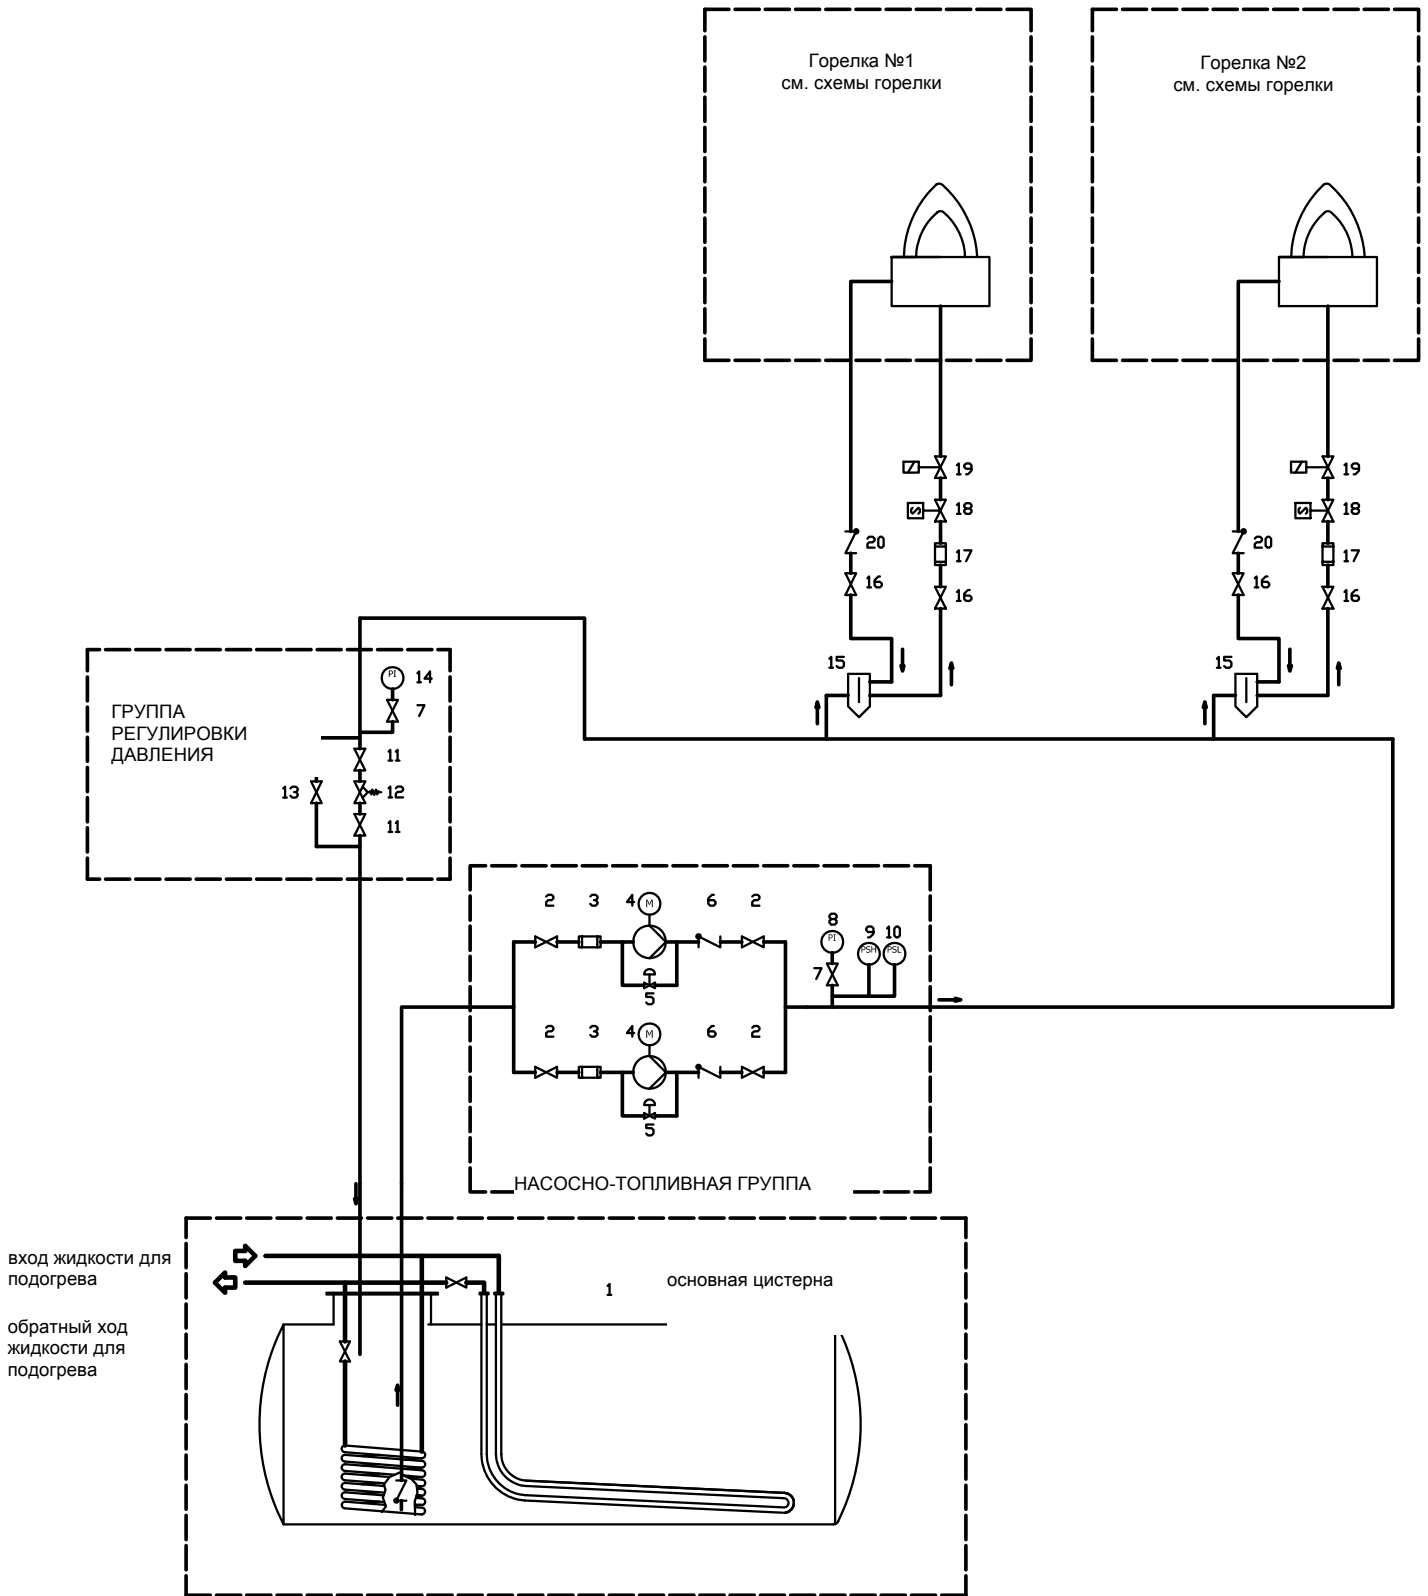 Горелка №1
см. схемы горелки
Горелка №2
см. схемы горелки
19
18
20
17
16
16
15
19
18
20
17
16
16
15
PI
14
7
ГРУППА
РЕГУЛИРОВКИ
ДАВЛЕНИЯ
11
13
12
11
2
3
4
M
6
2
8
PI
9
PSH
10
PSL
7
5
2
3
4
M
6
2
5
НАСОСНО-ТОПЛИВНАЯ ГРУППА
вход жидкости для
подогрева
1
основная цистерна
обратный ход
жидкости для
подогрева
S
S